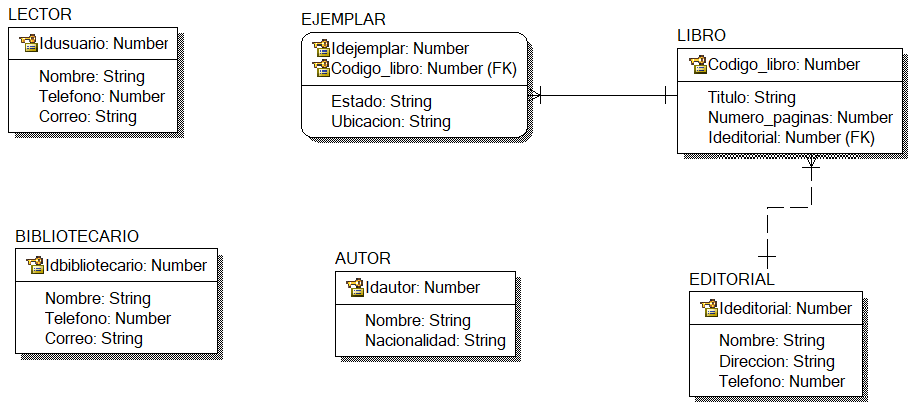 LECTOR
Idusuario: Number
Nombre: String
Telefono: Number
Correo: String
EJEMPLAR
Idejemplar: Number
Codigo_libro: Number (FK)
Estado: String
Ubicacion: String
LIBRO
Codigo_libro: Number
Titulo: String
Numero_paginas: Number
Ideditorial: Number (FK)
BIBLIOTECARIO
Idbibliotecario: Number
Nombre: String
Telefono: Number
Correo: String
AUTOR
Idautor: Number
Nombre: String
Nacionalidad: String
EDITORIAL
Ideditorial: Number
Nombre: String
Direccion: String
Telefono: Number